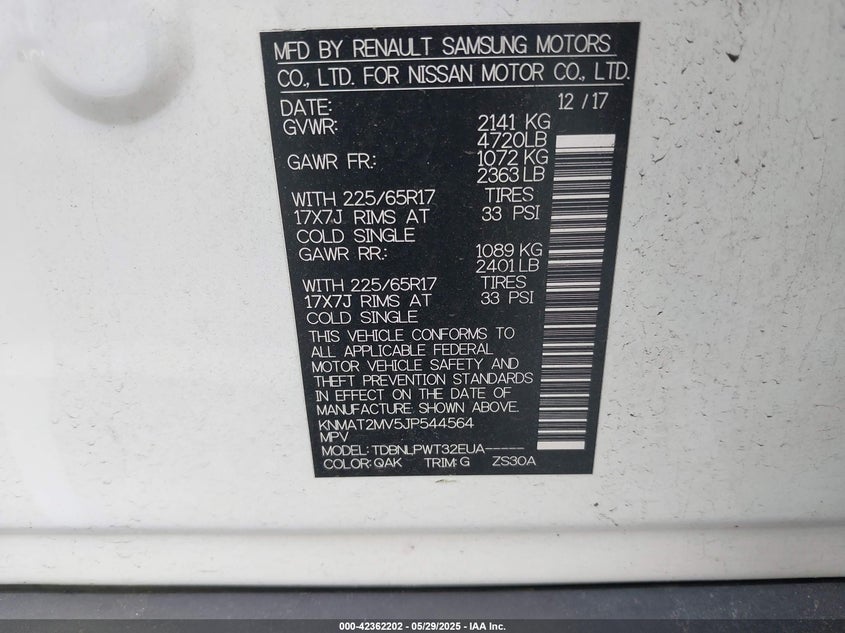 MFD BY RENAULT SAMSUNG MOTORS
CO., LTD. FOR NISSAN MOTOR CO., LTD.
DATE: 12 / 17
GVWR: 2141 KG
4720LB
GAWR FR: 1072 KG
2363 LB
WITH 225/65R17 TIRES
17X7J RIMS AT 33 PSI
COLD SINGLE
GAWR RR: 1089 KG
2401 LB
WITH 225/65R17 TIRES
17X7J RIMS AT 33 PSI
COLD SINGLE
THIS VEHICLE CONFORMS TO
ALL APPLICABLE FEDERAL
MOTOR VEHICLE SAFETY AND
THEFT PREVENTION STANDARDS
IN EFFECT ON THE DATE OF
MANUFACTURE SHOWN ABOVE.
KNMAT2MV5JP544564
MPV
MODEL: TDBNLPWT32EUA-----
COLOR: QAK TRIM: G ZS30A
000-42362202 - 05/29/2025 - IAA Inc.